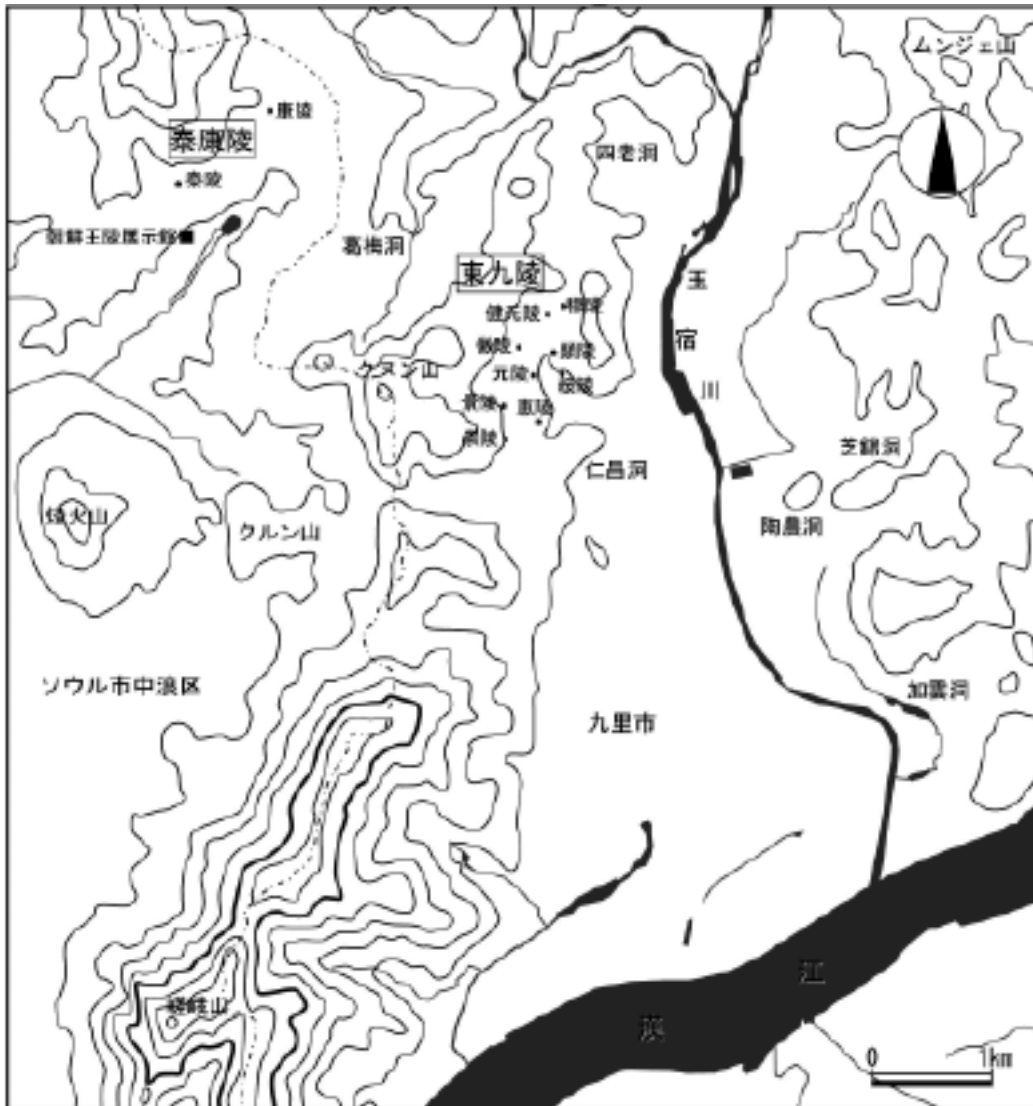 ムンジェ山
康陵
泰康陵
泰陵
四老洞
朝鮮王陵展示館
葛梅洞
東九陵
玉
宿
川
健元陵
穆陵
徽陵
顕陵
クヌン山
元陵
綏陵
景陵
恵陵
崇陵
仁昌洞
芝錦洞
烽火山
クルン山
陶農洞
ソウル市中浪区
加雲洞
九里市
江
漢
峨嵯山
0
1km